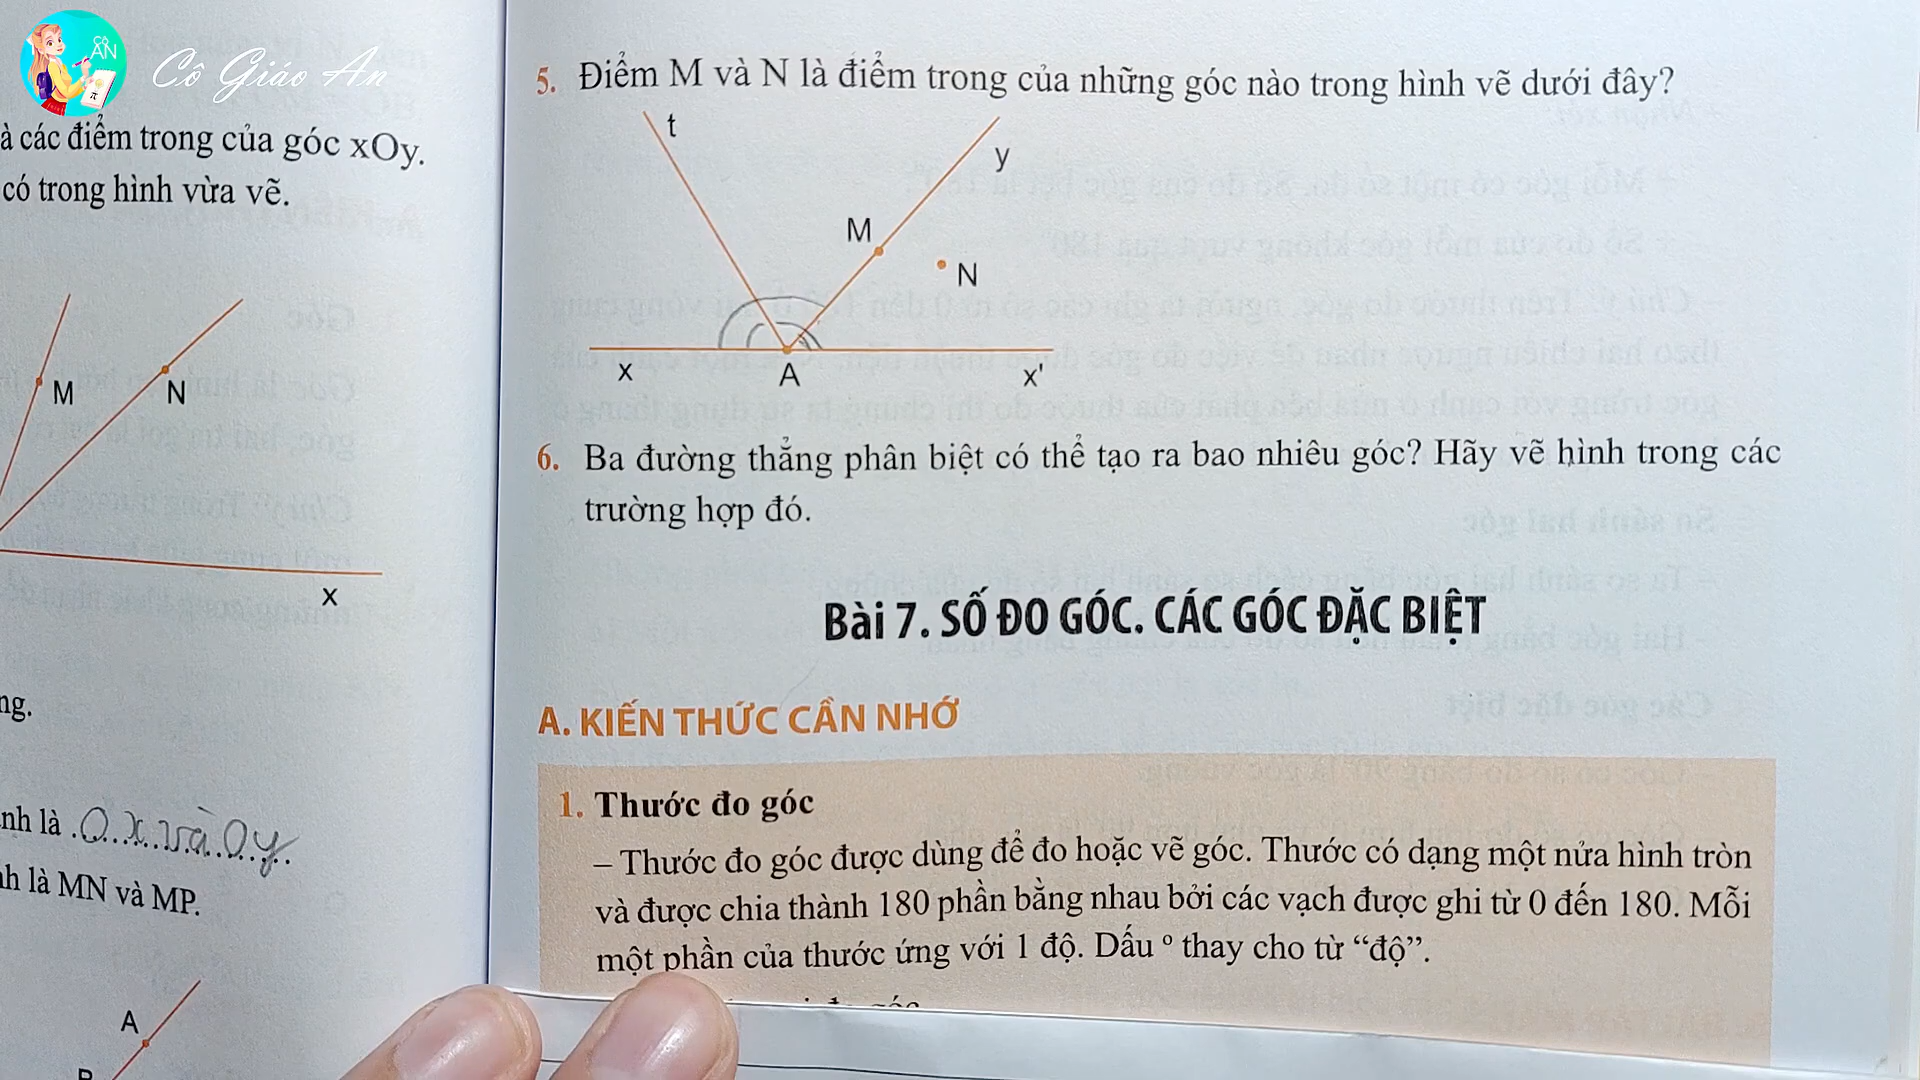 CÔ
AN
Cô Giáo An
à các điểm trong của góc xOy.
có trong hình vừa vẽ.
M
N
x
ng.
nh là .Ox và Oy.
nh là MN và MP.
A
5. Điểm M và N là điểm trong của những góc nào trong hình vẽ dưới đây?
t
y
M
N
x
A
x'
6. Ba đường thẳng phân biệt có thể tạo ra bao nhiêu góc? Hãy vẽ hình trong các
trường hợp đó.
Bài 7. SỐ ĐO GÓC. CÁC GÓC ĐẶC BIỆT
A. KIẾN THỨC CẦN NHỚ
1. Thước đo góc
– Thước đo góc được dùng để đo hoặc vẽ góc. Thước có dạng một nửa hình tròn
và được chia thành 180 phần bằng nhau bởi các vạch được ghi từ 0 đến 180. Mỗi
một phần của thước ứng với 1 độ. Dấu º thay cho từ “độ”.